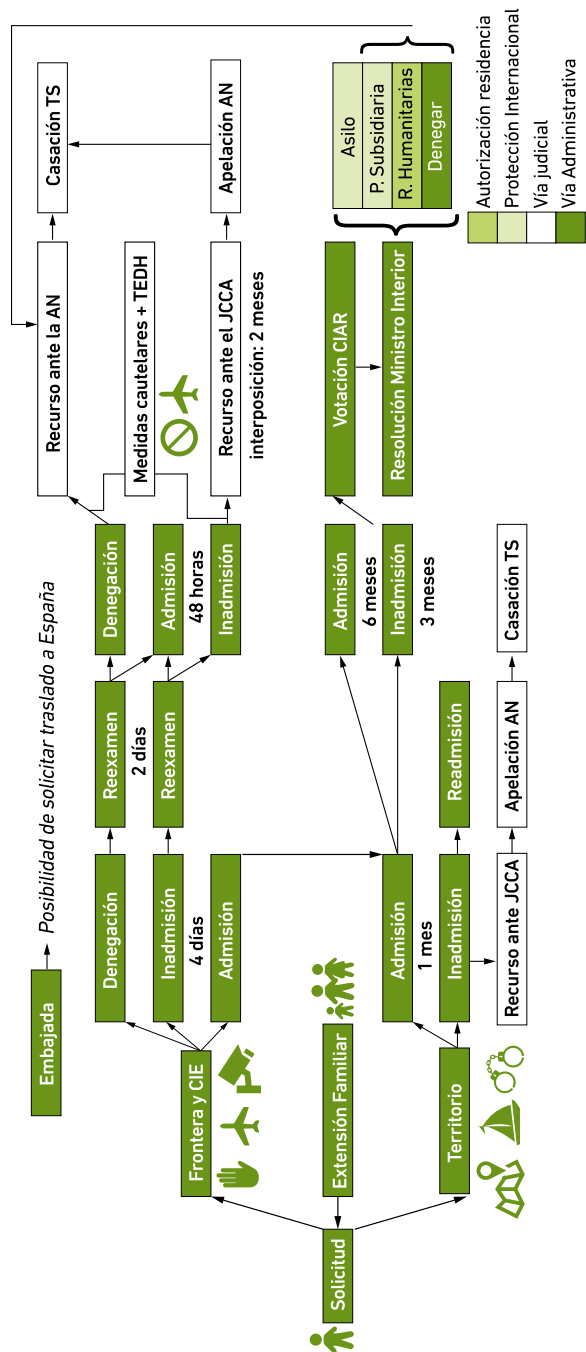 Embajada
Posibilidad de solicitar traslado a España
Solicitud
Frontera y CIE
Extensión Familiar
Territorio
Denegación
Inadmisión
4 días
Admisión
Reexamen
2 días
Reexamen
Denegación
Admisión
48 horas
Inadmisión
Recurso ante la AN
Medidas cautelares + TEDH
Recurso ante el JCCA
interposición: 2 meses
Casación TS
Apelación AN
Admisión
1 mes
Inadmisión
Recurso ante JCCA
Readmisión
Apelación AN
Casación TS
Admisión
6 meses
Inadmisión
3 meses
Votación CIAR
Resolución Ministro Interior
Asilo
P. Subsidiaria
R. Humanitarias
Denegar
Autorización residencia
Protección Internacional
Vía judicial
Vía Administrativa